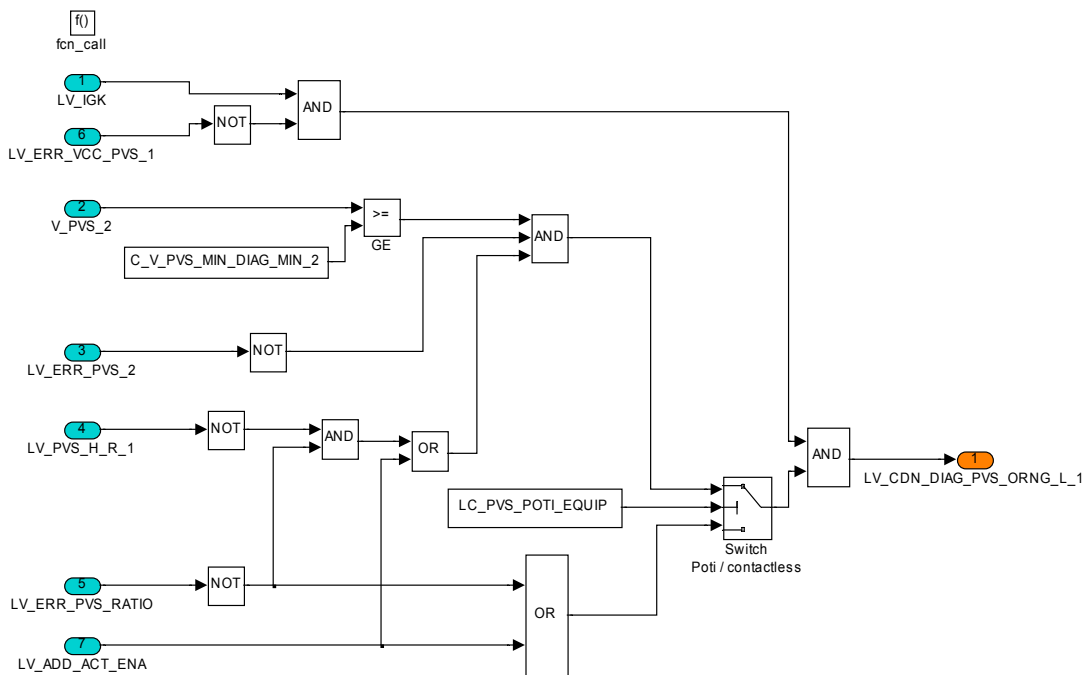 f()
fcn_call
1
LV_IGK
AND
NOT
6
LV_ERR_VCC_PVS_1
2
V_PVS_2
>=
GE
C_V_PVS_MIN_DIAG_MIN_2
AND
3
LV_ERR_PVS_2
NOT
4
LV_PVS_H_R_1
NOT
AND
OR
AND
1
LV_CDN_DIAG_PVS_ORNG_L_1
LC_PVS_POTI_EQUIP
Switch
Poti / contactless
5
LV_ERR_PVS_RATIO
NOT
OR
7
LV_ADD_ACT_ENA